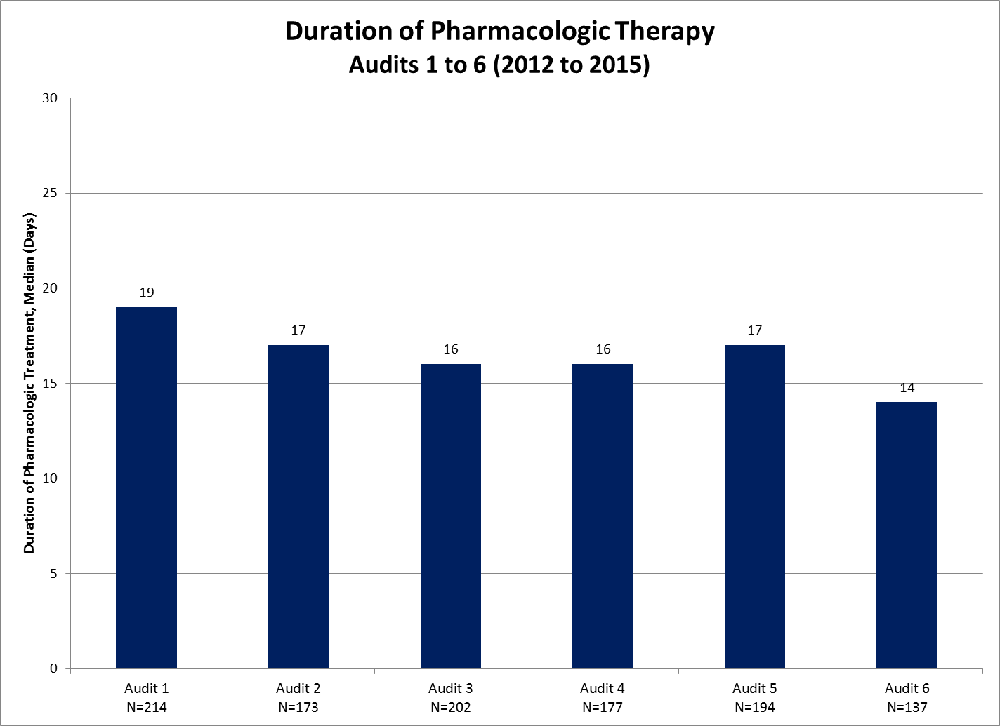 Duration of Pharmacologic Therapy
Audits 1 to 6 (2012 to 2015)
Duration of Pharmacologic Treatment, Median (Days)
30
25
20
15
10
5
0
19
17
16
16
17
14
Audit 1
N=214
Audit 2
N=173
Audit 3
N=202
Audit 4
N=177
Audit 5
N=194
Audit 6
N=137